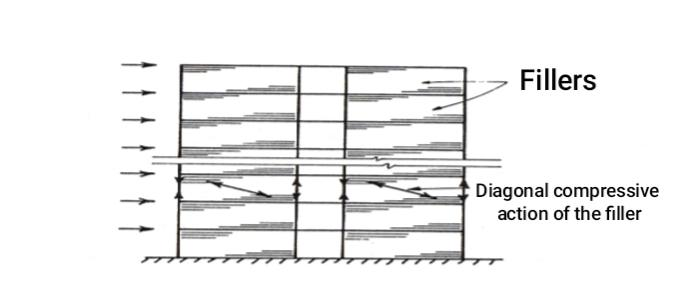 Fillers
Diagonal compressive
action of the filler